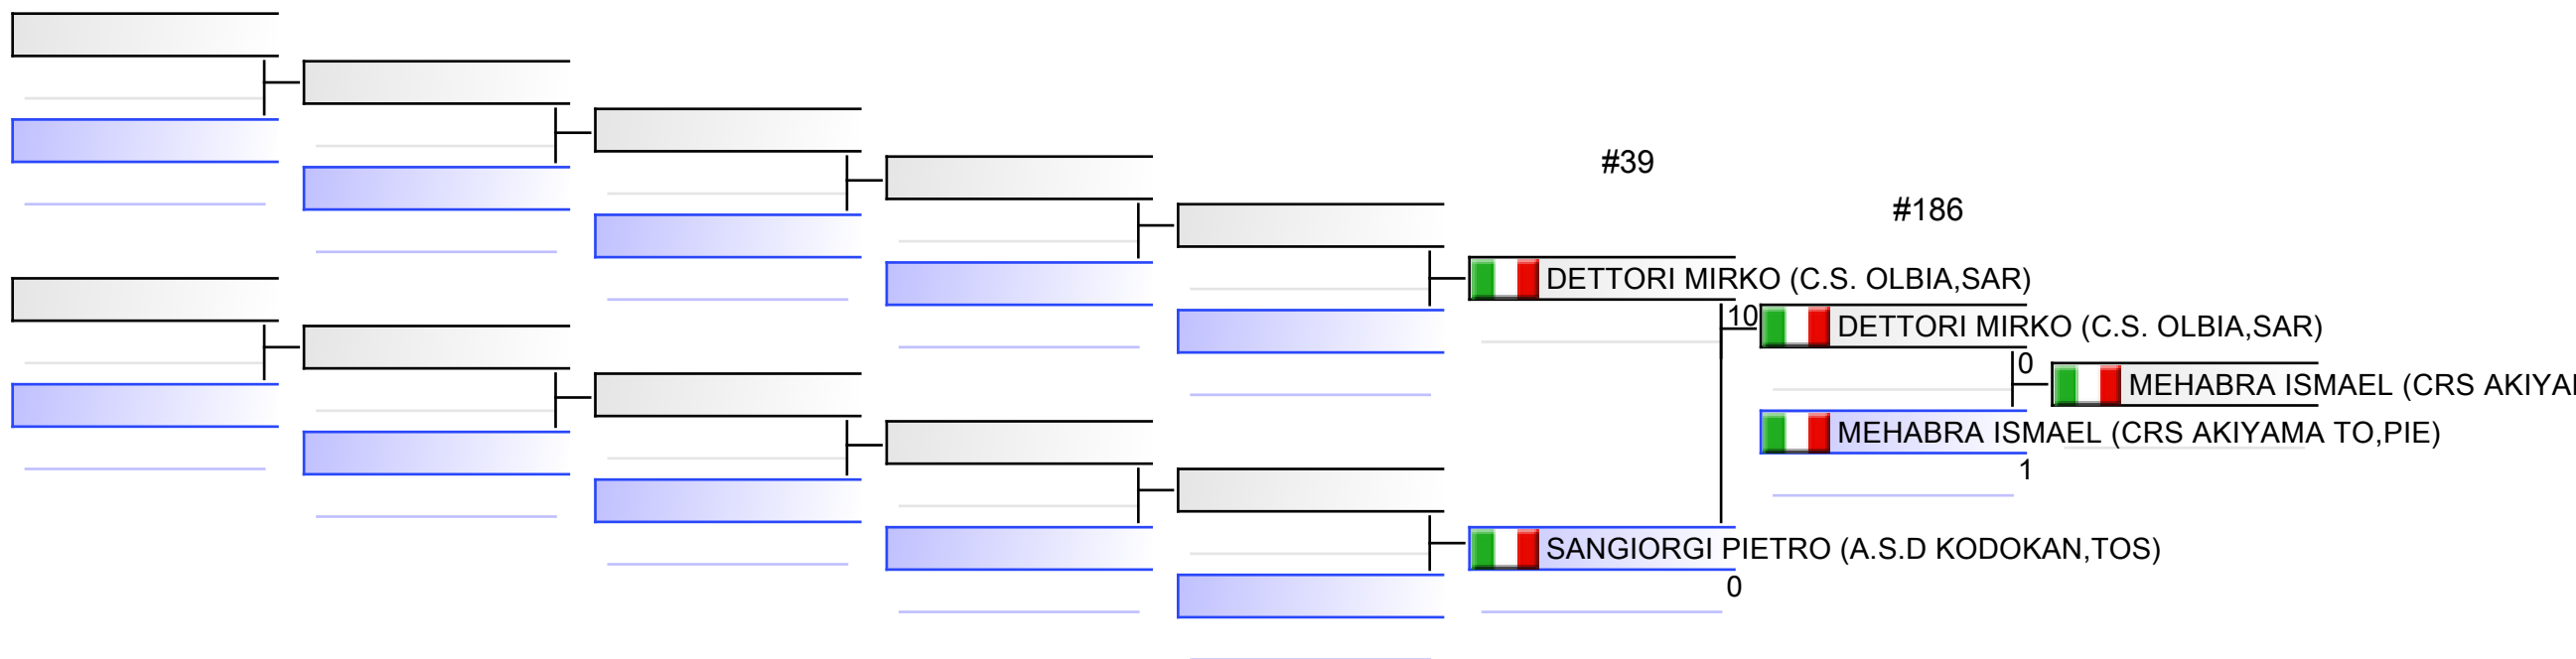 #39
#186
DETTORI MIRKO (C.S. OLBIA,SAR)
10
DETTORI MIRKO (C.S. OLBIA,SAR)
0
MEHABRA ISMAEL (CRS
MEHABRA ISMAEL (CRS AKIYAMA TO,PIE)
1
SANGIORGI PIETRO (A.S.D KODOKAN,TOS)
0